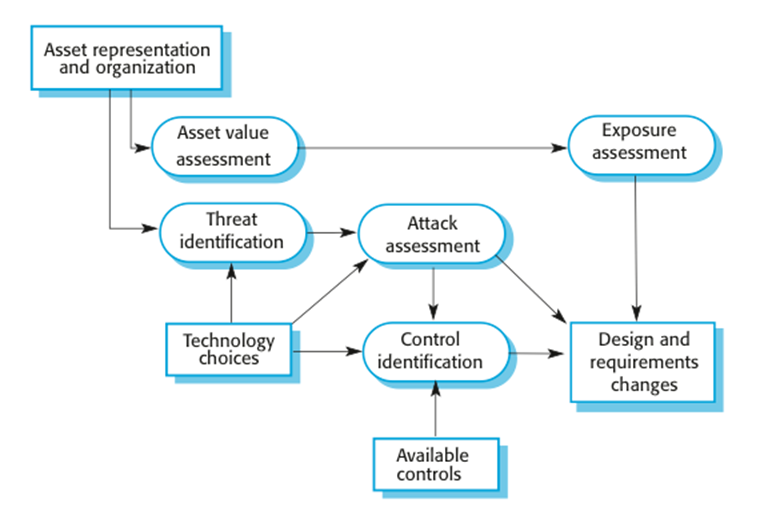 Asset representation
and organization
Asset value
assessment
Exposure
assessment
Threat
identification
Attack
assessment
Technology
choices
Control
identification
Design and
requirements
changes
Available
controls